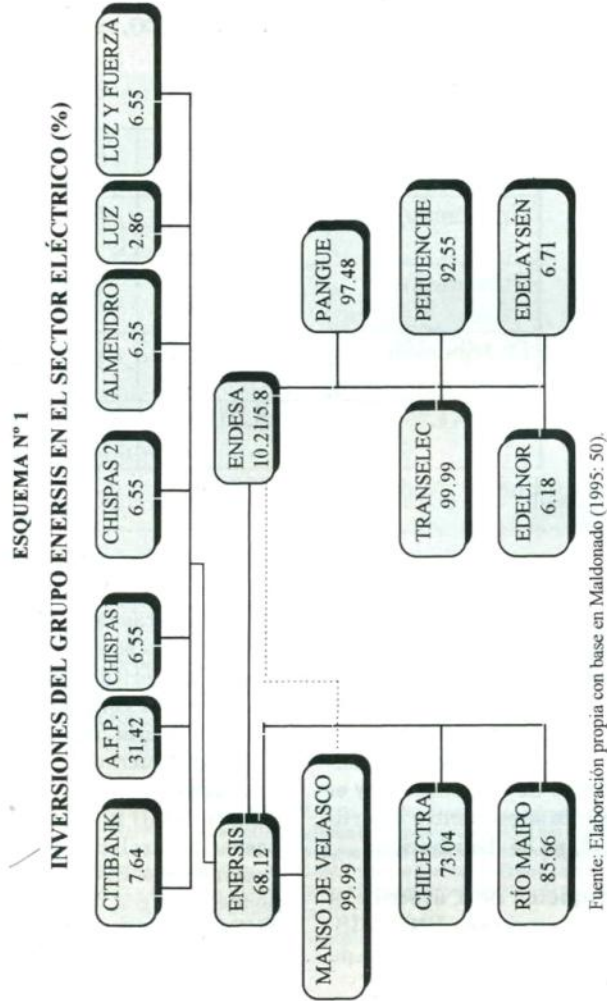 ESQUEMA N° 1
INVERSIONES DEL GRUPO ENERSIS EN EL SECTOR ELÉCTRICO (%)
CITIBANK
7.64
A.F.P.
31,42
CHISPAS
6.55
CHISPAS 2
6.55
ALMENDRO
6.55
LUZ
2.86
LUZ Y FUERZA
6.55
ENERSIS
68.12
ENDESA
10.21/5.8
MANSO DE VELASCO
99.99
PANGUE
97.48
CHILECTRA
73.04
TRANSELEC
99.99
PEHUENCHE
92.55
RÍO MAIPO
85.66
EDELNOR
6.18
EDELAYSÉN
6.71
Fuente: Elaboración propia con base en Maldonado (1995: 50).